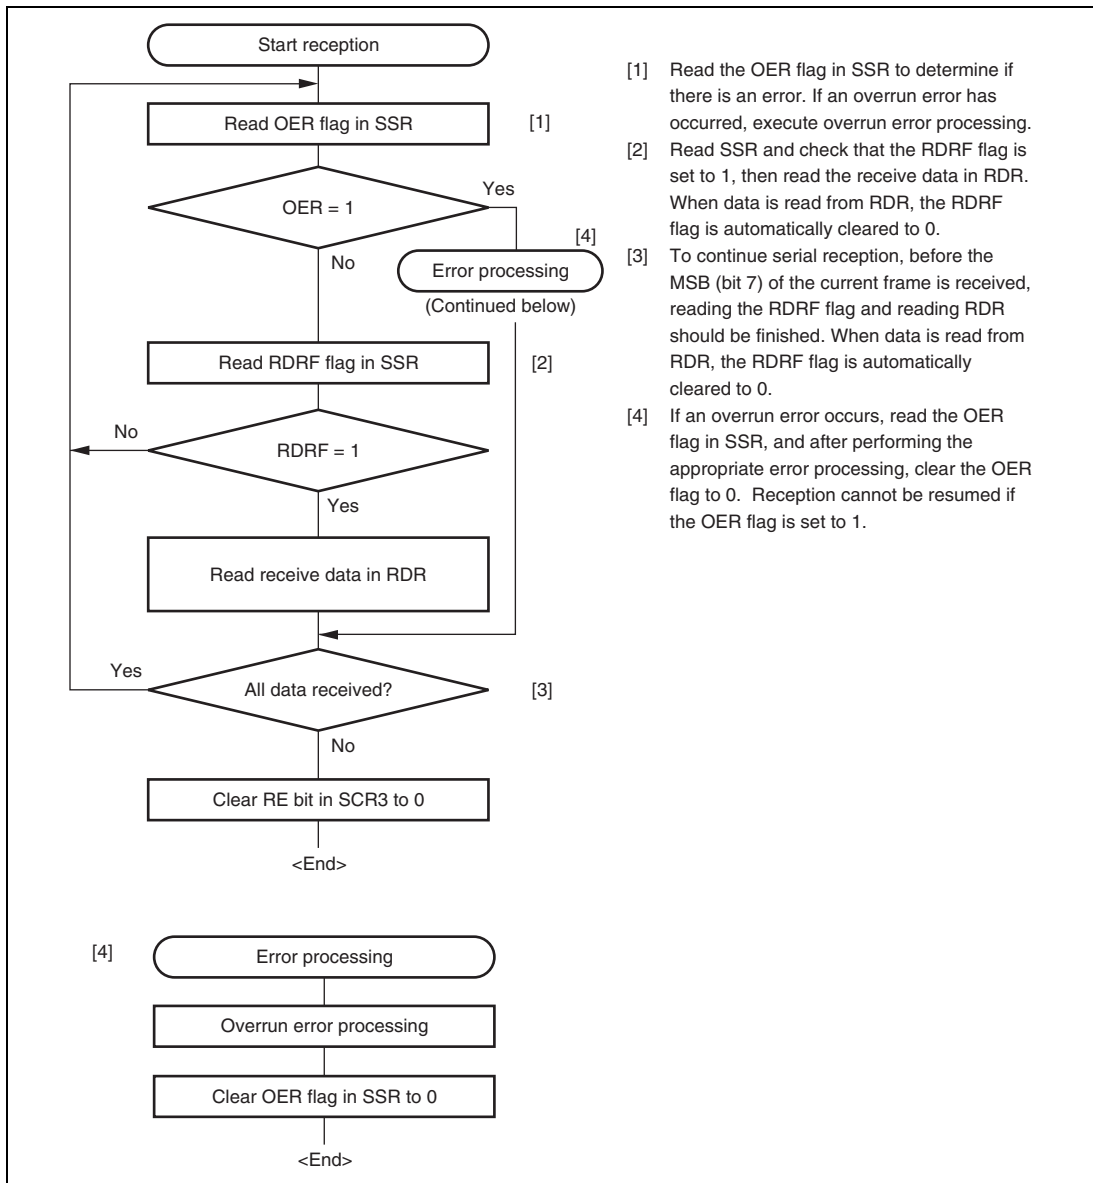 Start reception
Read OER flag in SSR
[1]
OER = 1
Yes
No
[4]
Error processing
(Continued below)
Read RDRF flag in SSR
[2]
RDRF = 1
No
Yes
Read receive data in RDR
All data received?
[3]
Yes
No
Clear RE bit in SCR3 to 0
<End>
[4]
Error processing
Overrun error processing
Clear OER flag in SSR to 0
<End>
[1] Read the OER flag in SSR to determine if
there is an error. If an overrun error has
occurred, execute overrun error processing.
[2] Read SSR and check that the RDRF flag is
set to 1, then read the receive data in RDR.
When data is read from RDR, the RDRF
flag is automatically cleared to 0.
[3] To continue serial reception, before the
MSB (bit 7) of the current frame is received,
reading the RDRF flag and reading RDR
should be finished. When data is read from
RDR, the RDRF flag is automatically
cleared to 0.
[4] If an overrun error occurs, read the OER
flag in SSR, and after performing the
appropriate error processing, clear the OER
flag to 0. Reception cannot be resumed if
the OER flag is set to 1.